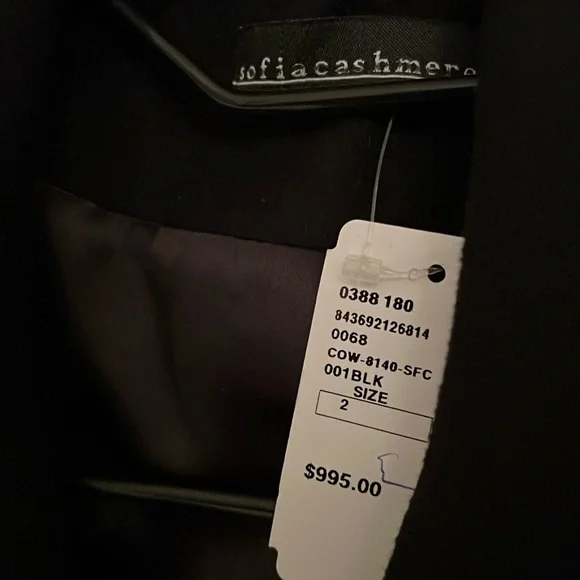 sofiacashmere
0388 180
843692126814
0068
COW-8140-SFC
001BLK
SIZE
2
$995.00